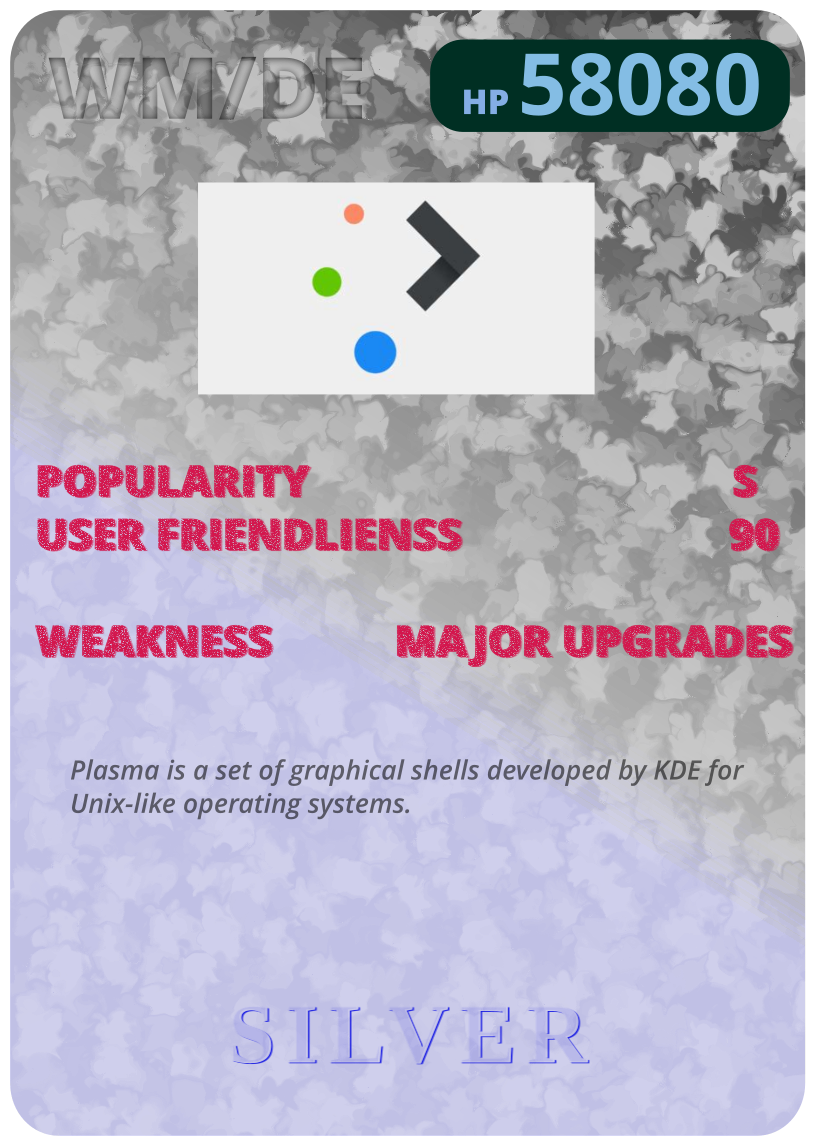 WM/DE HP 58080
POPULARITY S
USER FRIENDLIENSS 90
WEAKNESS MAJOR UPGRADES
Plasma is a set of graphical shells developed by KDE for
Unix-like operating systems.
SILVER